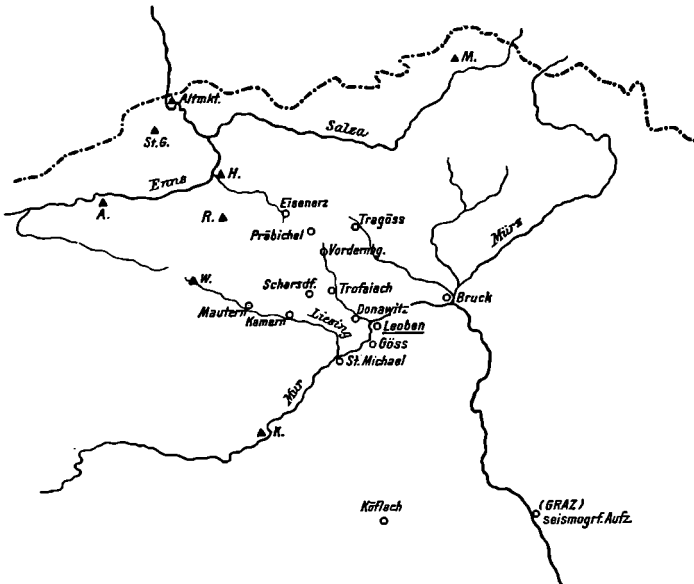 M.
Altmkt.
St.G.
Salza
H.
Enns
A.
Eisenerz
R.
Tragöss
Präbichel
Mürz
Vordernbg.
W.
Scharsdf.
Trofaiach
Bruck
Mautern
Kamern
Liesing
Donawitz
Leoben
Göss
St. Michael
Mur
K.
Köflach
(GRAZ)
seismogrf. Aufz.